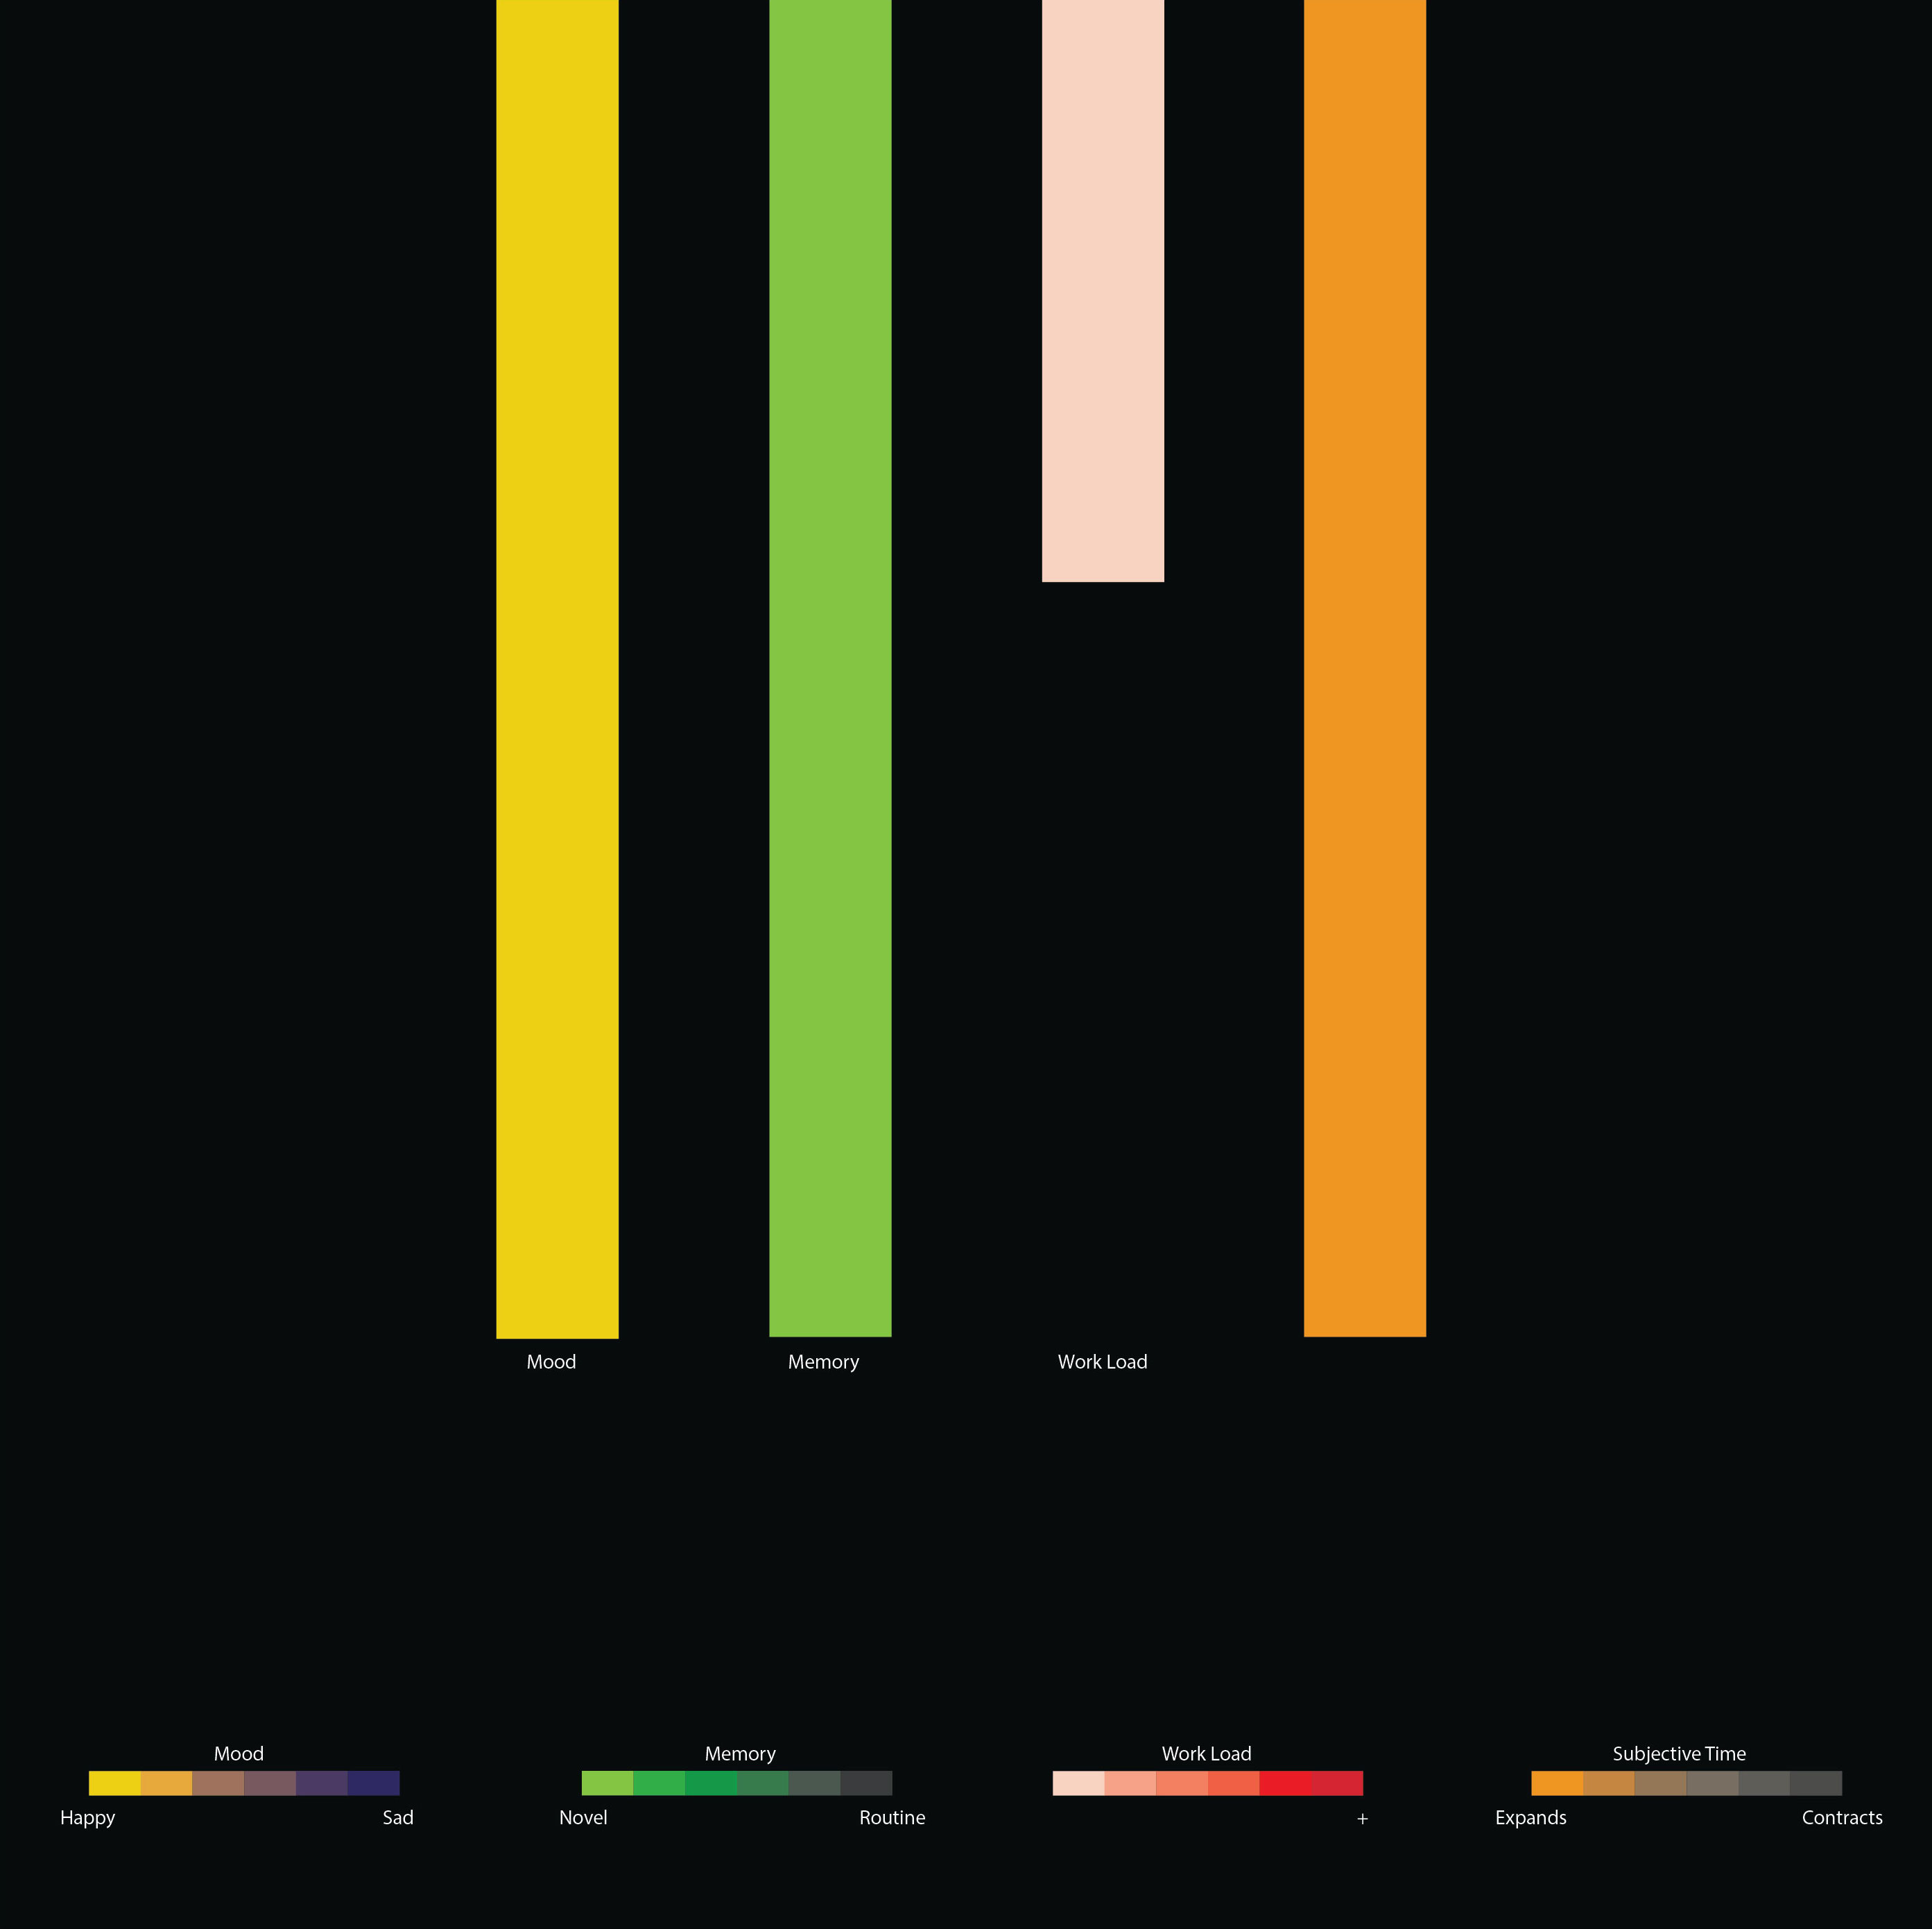 Mood Memory Work Load
Mood Memory Work Load Subjective Time
Happy Sad Novel Routine + Expands Contracts